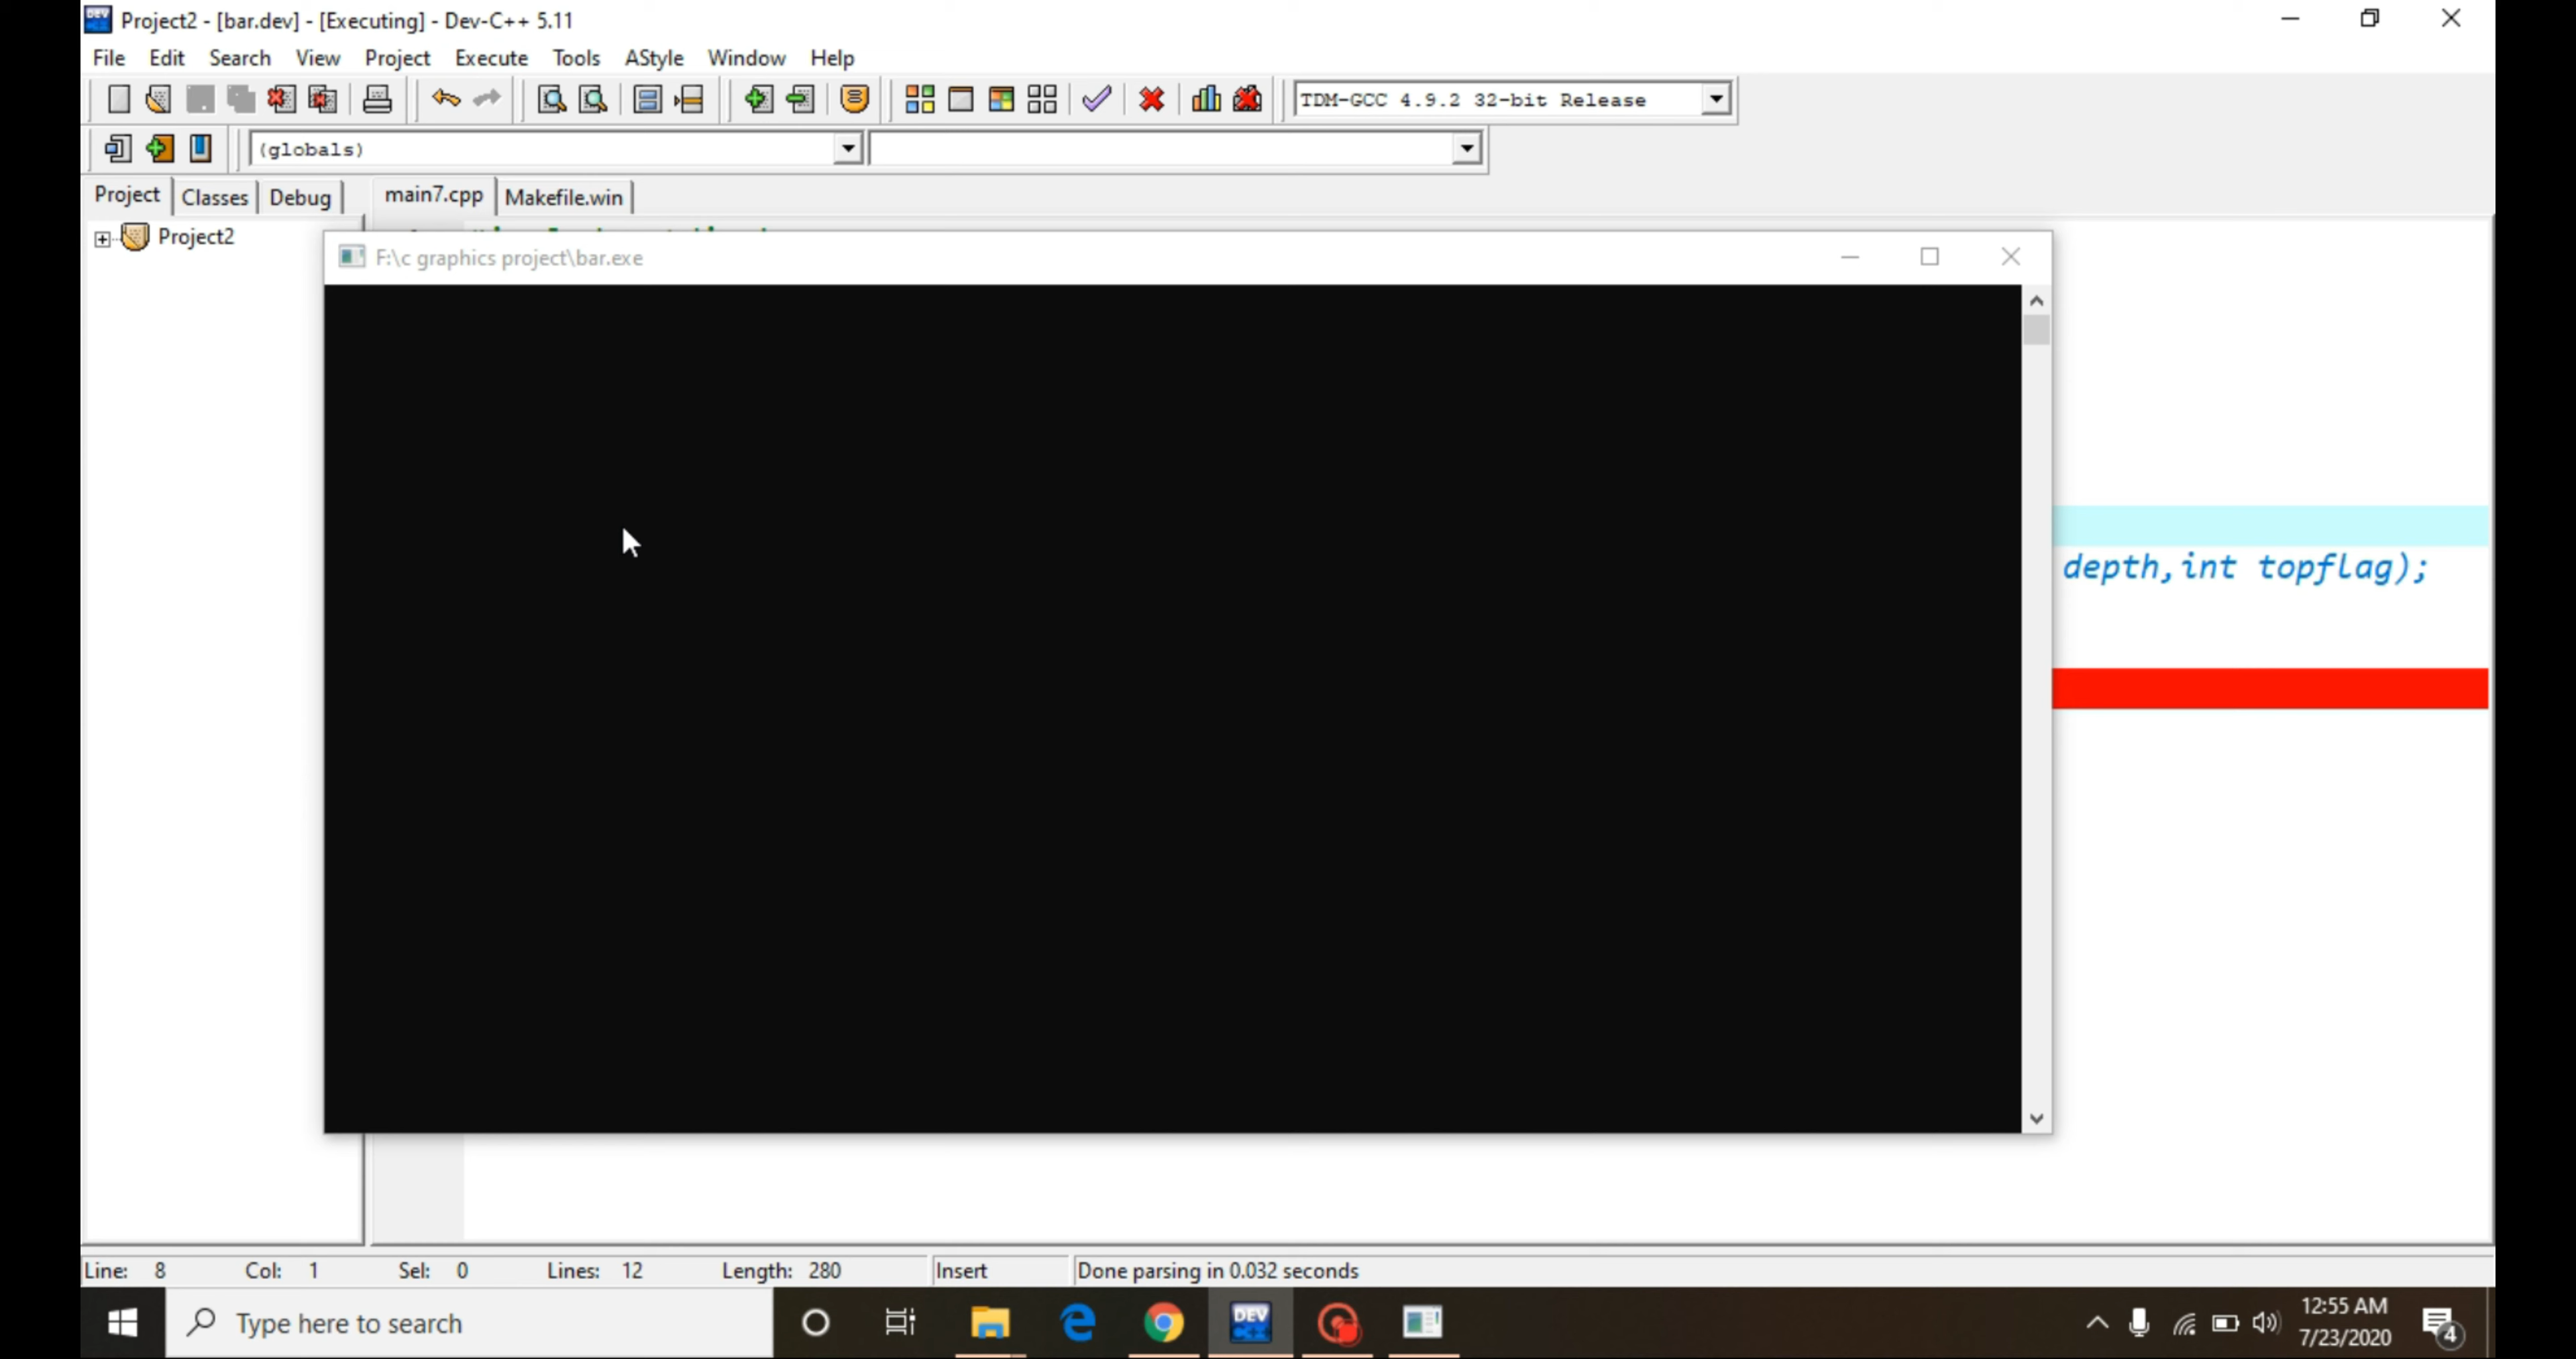 Project2 - [bar.dev] - [Executing] - Dev-C++ 5.11
File Edit Search View Project Execute Tools AStyle Window Help
TDM-GCC 4.9.2 32-bit Release
(globals)
Project Classes Debug main7.cpp Makefile.win
Project2
F:\c graphics project\bar.exe
depth,int topflag);
Line: 8 Col: 1 Sel: 0 Lines: 12 Length: 280 Insert Done parsing in 0.032 seconds
Type here to search
DEV C++
12:55 AM
7/23/2020
4